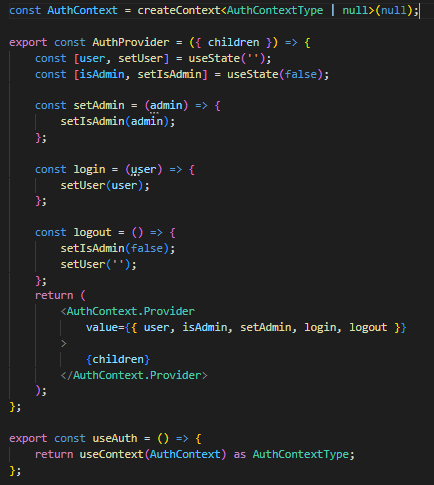 const AuthContext = createContext<AuthContextType | null>(null);

export const AuthProvider = ({ children }) => {
    const [user, setUser] = useState('');
    const [isAdmin, setIsAdmin] = useState(false);

    const setAdmin = (admin) => {
        setIsAdmin(admin);
    };

    const login = (user) => {
        setUser(user);
    };

    const logout = () => {
        setIsAdmin(false);
        setUser('');
    };
    return (
        <AuthContext.Provider
            value={{ user, isAdmin, setAdmin, login, logout }}
        >
            {children}
        </AuthContext.Provider>
    );
};

export const useAuth = () => {
    return useContext(AuthContext) as AuthContextType;
};